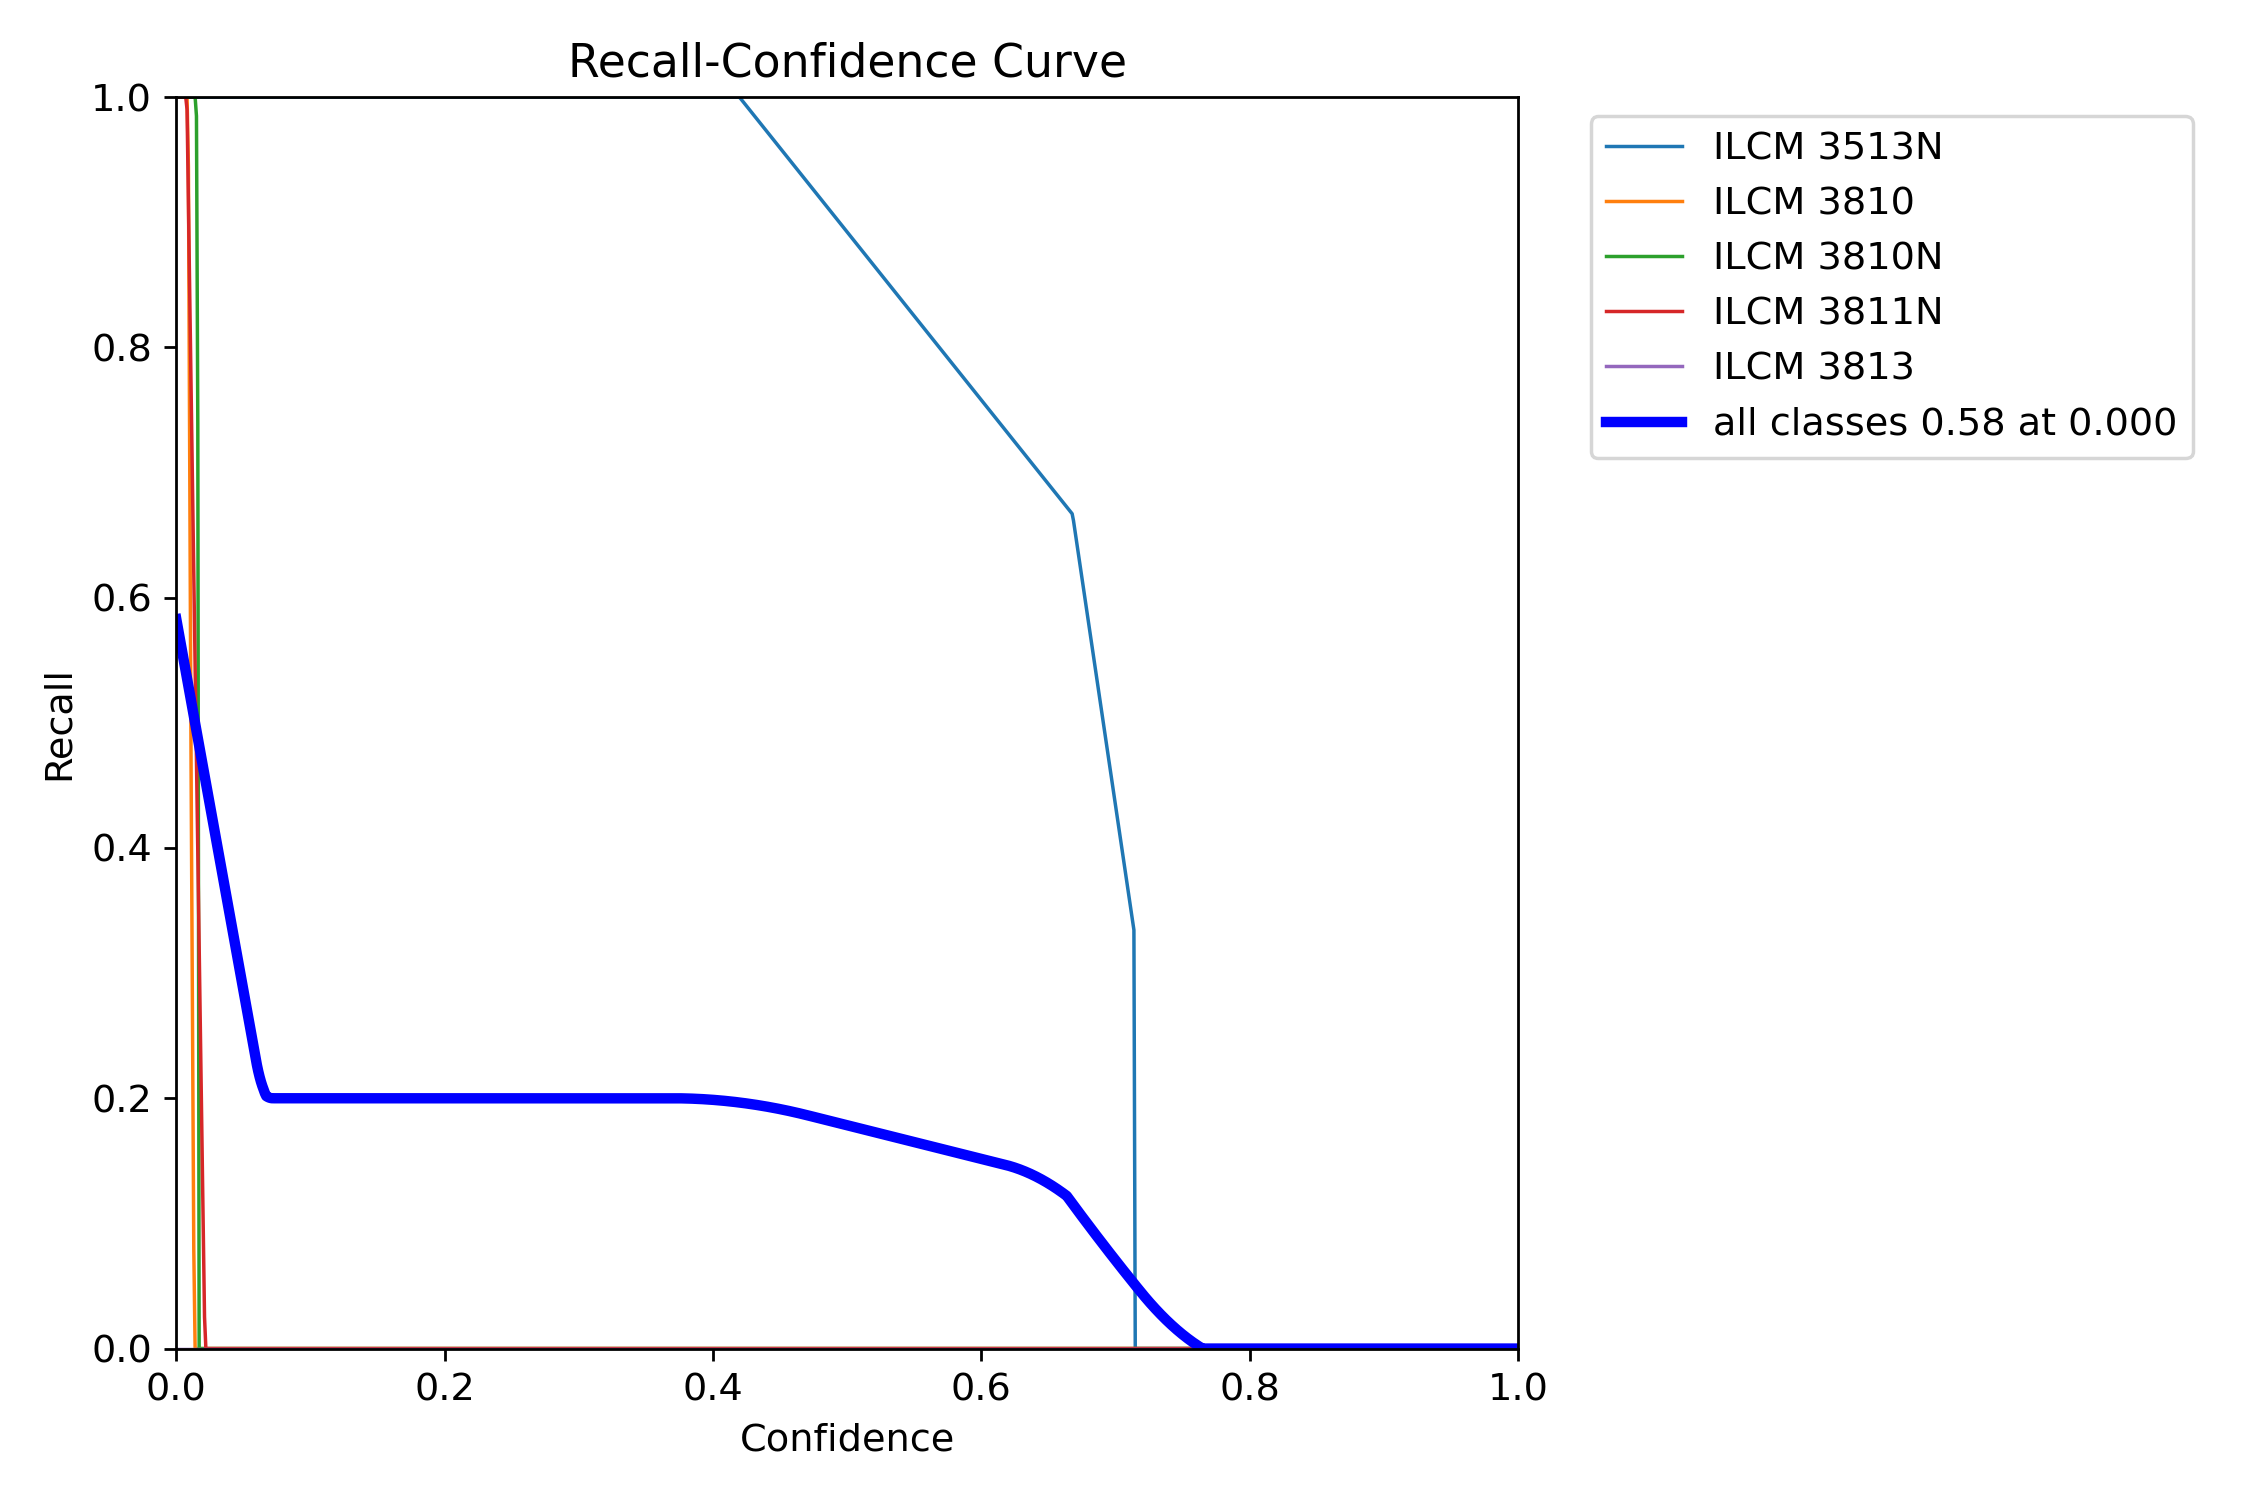 Recall-Confidence Curve
1.0
0.8
0.6
0.4
0.2
0.0
Recall
0.0 0.2 0.4 0.6 0.8 1.0
Confidence
ILCM 3513N
ILCM 3810
ILCM 3810N
ILCM 3811N
ILCM 3813
all classes 0.58 at 0.000